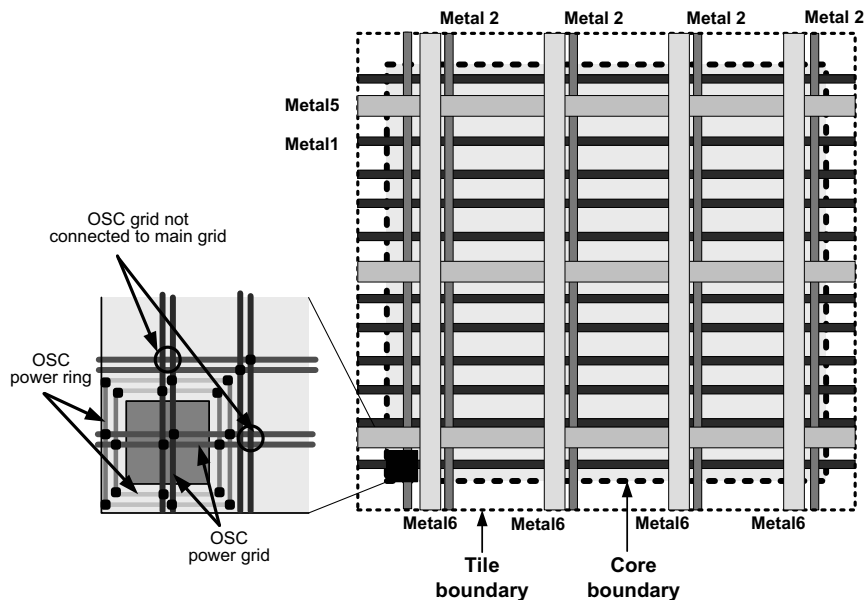 Metal 2 Metal 2 Metal 2 Metal 2
Metal5
Metal1
OSC grid not
connected to main grid
OSC
power ring
OSC
power grid
Metal6 Metal6 Metal6 Metal6
Tile
boundary
Core
boundary